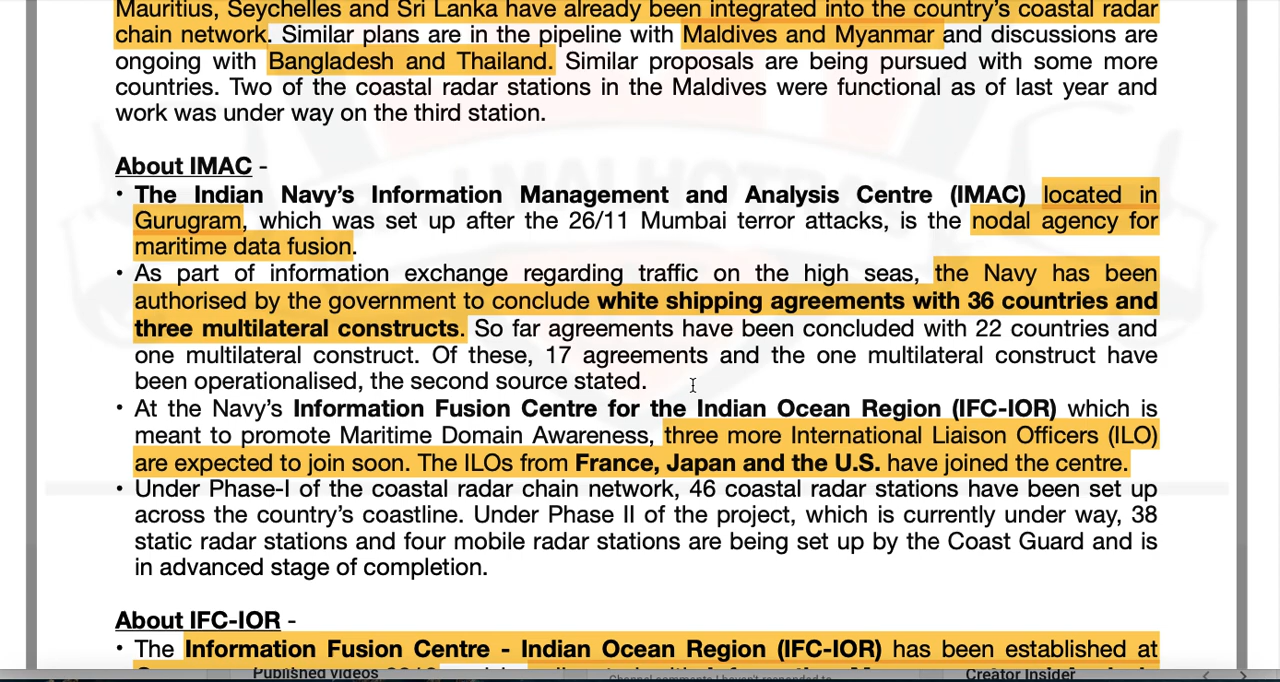 Mauritius, Seychelles and Sri Lanka have already been integrated into the country's coastal radar
chain network. Similar plans are in the pipeline with Maldives and Myanmar and discussions are
ongoing with Bangladesh and Thailand. Similar proposals are being pursued with some more
countries. Two of the coastal radar stations in the Maldives were functional as of last year and
work was under way on the third station.
About IMAC -
• The Indian Navy's Information Management and Analysis Centre (IMAC) located in
Gurugram, which was set up after the 26/11 Mumbai terror attacks, is the nodal agency for
maritime data fusion.
• As part of information exchange regarding traffic on the high seas, the Navy has been
authorised by the government to conclude white shipping agreements with 36 countries and
three multilateral constructs. So far agreements have been concluded with 22 countries and
one multilateral construct. Of these, 17 agreements and the one multilateral construct have
been operationalised, the second source stated.
• At the Navy's Information Fusion Centre for the Indian Ocean Region (IFC-IOR) which is
meant to promote Maritime Domain Awareness, three more International Liaison Officers (ILO)
are expected to join soon. The ILOs from France, Japan and the U.S. have joined the centre.
• Under Phase-I of the coastal radar chain network, 46 coastal radar stations have been set up
across the country's coastline. Under Phase II of the project, which is currently under way, 38
static radar stations and four mobile radar stations are being set up by the Coast Guard and is
in advanced stage of completion.
About IFC-IOR -
• The Information Fusion Centre - Indian Ocean Region (IFC-IOR) has been established at
Published videos
Channel comments I haven't responded to
Creator Insider